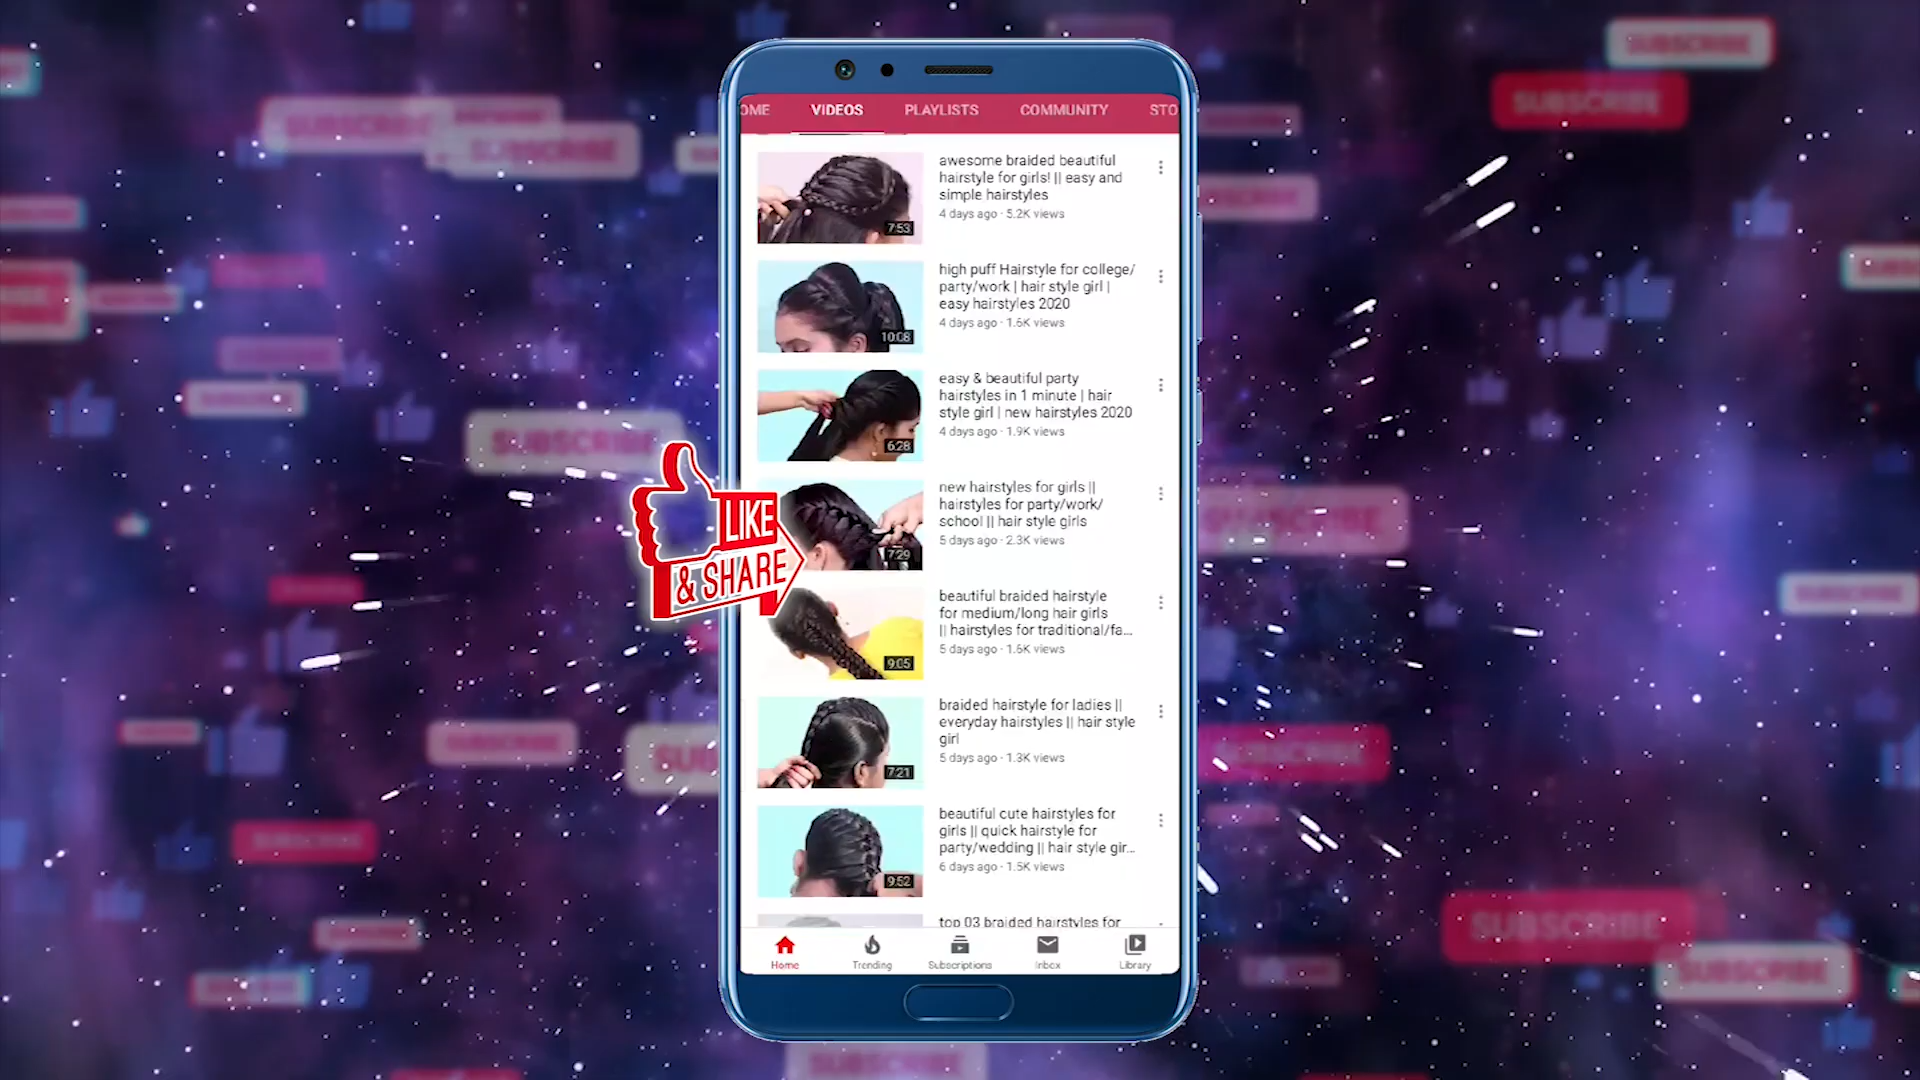 OME VIDEOS PLAYLISTS COMMUNITY STO
awesome braided beautiful
hairstyle for girls! || easy and
simple hairstyles
4 days ago · 5.2K views
7:53
high puff Hairstyle for college/
party/work | hair style girl |
easy hairstyles 2020
4 days ago · 1.6K views
10:08
easy & beautiful party
hairstyles in 1 minute | hair
style girl | new hairstyles 2020
4 days ago · 1.9K views
6:28
new hairstyles for girls ||
hairstyles for party/work/
school || hair style girls
5 days ago · 2.3K views
7:29
LIKE
& SHARE
beautiful braided hairstyle
for medium/long hair girls
|| hairstyles for traditional/fa...
5 days ago · 1.6K views
9:05
braided hairstyle for ladies ||
everyday hairstyles || hair style
girl
5 days ago · 1.3K views
7:21
beautiful cute hairstyles for
girls || quick hairstyle for
party/wedding || hair style gir...
6 days ago · 1.5K views
9:52
top 03 braided hairstyles for
Home Trending Subscriptions Inbox Library
SUBSCRIBE
SUBSCRIBE
SUBSCRIBE
SUBSCRIBE
SUBSCRIBE
SUBSCRIBE